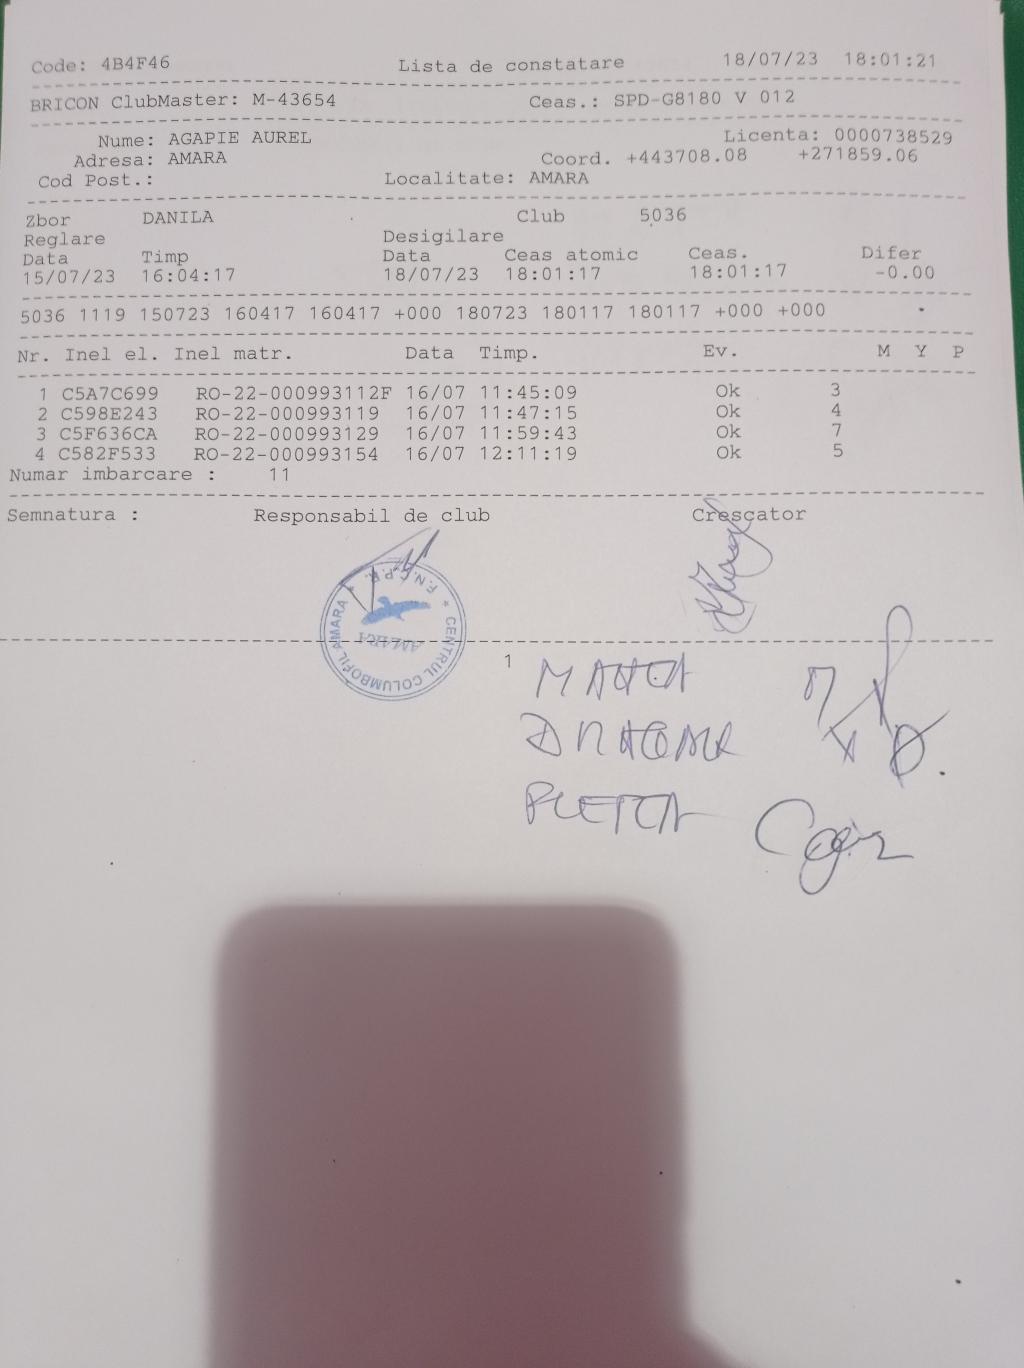 Code: 4B4F46 Lista de constatare 18/07/23 18:01:21
BRICON ClubMaster: M-43654 Ceas.: SPD-G8180 V 012
Nume: AGAPIE AUREL Licenta: 0000738529
Adresa: AMARA Coord. +443708.08 +271859.06
Cod Post.: Localitate: AMARA
Zbor DANILA Club 5036
Reglare Desigilare
Data Timp Data Ceas atomic Ceas. Difer
15/07/23 16:04:17 18/07/23 18:01:17 18:01:17 -0.00
5036 1119 150723 160417 160417 +000 180723 180117 180117 +000 +000
Nr. Inel el. Inel matr. Data Timp. Ev. M Y P
1 C5A7C699 RO-22-000993112F 16/07 11:45:09 Ok 3
2 C598E243 RO-22-000993119 16/07 11:47:15 Ok 4
3 C5F636CA RO-22-000993129 16/07 11:59:43 Ok 7
4 C582F533 RO-22-000993154 16/07 12:11:19 Ok 5
Numar imbarcare : 11
Semnatura : Responsabil de club Crescator
F.N.C.P.R. * CENTRUL COLUMBOFIL AMARA *
AMARA
1